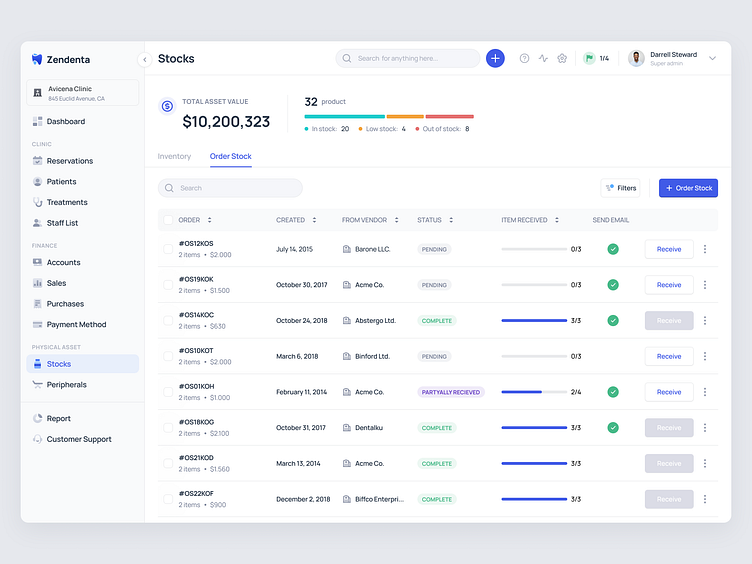 Zendenta
Stocks
Search for anything here...
1/4
Darrell Steward
Super admin
Avicena Clinic
845 Euclid Avenue, CA
Dashboard
CLINIC
Reservations
Patients
Treatments
Staff List
FINANCE
Accounts
Sales
Purchases
Payment Method
PHYSICAL ASSET
Stocks
Peripherals
Report
Customer Support
TOTAL ASSET VALUE
$10,200,323
32 product
In stock: 20 Low stock: 4 Out of stock: 8
Inventory Order Stock
Search
Filters
Order Stock
ORDER CREATED FROM VENDOR STATUS ITEM RECEIVED SEND EMAIL
#OS12KOS
2 items • $2.000
July 14, 2015 Barone LLC. PENDING 0/3 Receive
#OS19KOK
2 items • $1.500
October 30, 2017 Acme Co. PENDING 0/3 Receive
#OS14KOC
2 items • $630
October 24, 2018 Abstergo Ltd. COMPLETE 3/3 Receive
#OS10KOT
2 items • $2.000
March 6, 2018 Binford Ltd. PENDING 0/3 Receive
#OS01KOH
2 items • $1.000
February 11, 2014 Acme Co. PARTYALLY RECIEVED 2/4 Receive
#OS18KOG
2 items • $2.100
October 31, 2017 Dentalku COMPLETE 3/3 Receive
#OS21KOD
2 items • $1.560
March 13, 2014 Acme Co. COMPLETE 3/3 Receive
#OS22KOF
2 items • $900
December 2, 2018 Biffco Enterpri... COMPLETE 3/3 Receive